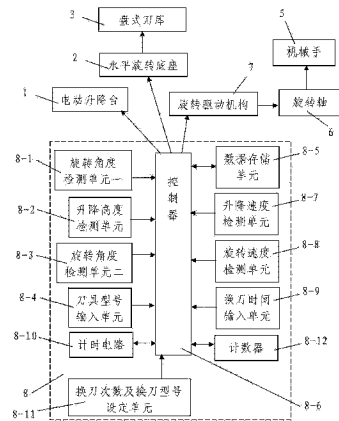 3
盘式刀库
5
2
水平旋转底座
7
机械手
1
电动升降台
旋转驱动机构
旋转轴
6
8-1
旋转角度
检测单元一
8-2
升降高度
检测单元
8-3
旋转角度
检测单元二
8-4
刀具型号
输入单元
8-10
计时电路
8
8-11
换刀次数及换刀型号
设定单元
控制器
8-5
数据存储
单元
8-7
升降速度
检测单元
8-8
旋转速度
检测单元
8-9
换刀时间
输入单元
8-12
计数器
8-6